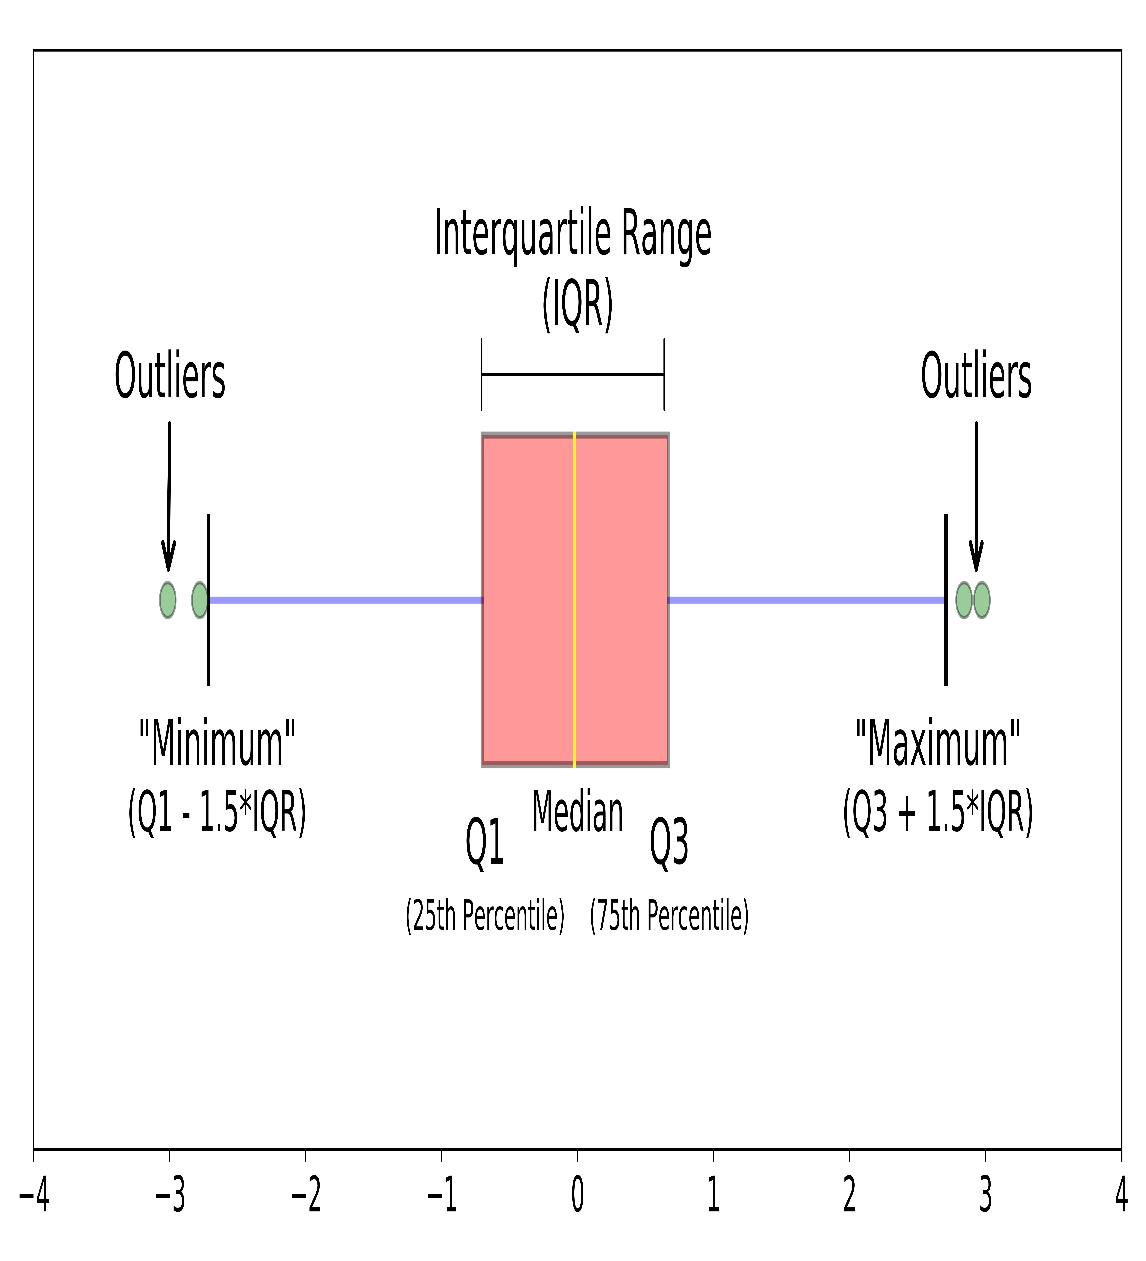 Interquartile Range
(IQR)
Outliers
Outliers
"Minimum"
(Q1 - 1.5*IQR)
"Maximum"
(Q3 + 1.5*IQR)
Median
Q1
Q3
(25th Percentile)
(75th Percentile)
−4 −3 −2 −1 0 1 2 3 4